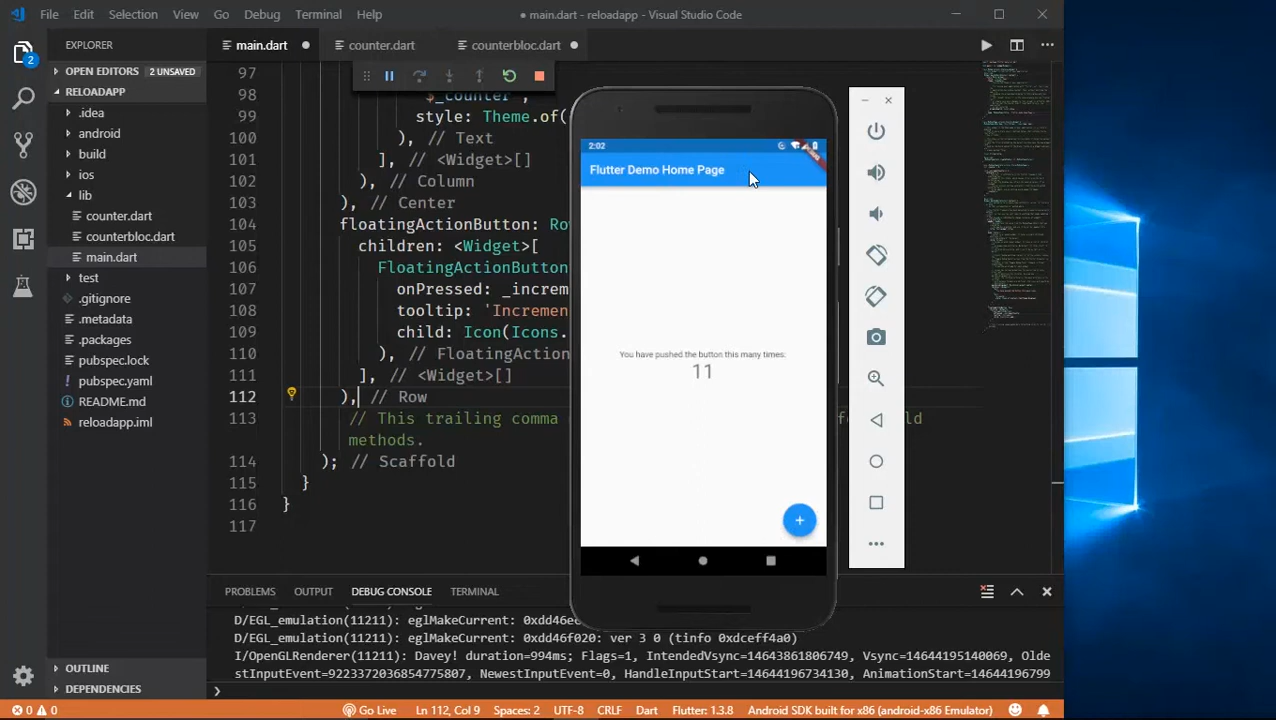 File Edit Selection View Go Debug Terminal Help
● main.dart - reloadapp - Visual Studio Code
EXPLORER
main.dart
counter.dart
counterbloc.dart
2
OPEN EDITORS 2 UNSAVED
RELOADAPP
.idea
android
build
ios
lib
counter.dart
counterbloc.dart
main.dart
test
.gitignore
.metadata
.packages
pubspec.lock
pubspec.yaml
README.md
reloadapp.iml
OUTLINE
DEPENDENCIES
97
98 '$_counter',
99 style: Theme.of
100 ), // Text
101 ], // <Widget>[]
102 ), // Column
103 ), // Center
104 floatingActionButton: Ro
105 children: <Widget>[
106 FloatingActionButton
107 onPressed: _incre
108 tooltip: 'Increment
109 child: Icon(Icons.
110 ), // FloatingAction
111 ], // <Widget>[]
112 ), // Row
113 // This trailing comma
methods.
114 ); // Scaffold
115 }
116 }
117
2:02
Flutter Demo Home Page
You have pushed the button this many times:
11
+
PROBLEMS OUTPUT DEBUG CONSOLE TERMINAL
D/EGL_emulation(11211): eglMakeCurrent: 0xdd46e
D/EGL_emulation(11211): eglMakeCurrent: 0xdd46f020: ver 3 0 (tinfo 0xdceff4a0)
I/OpenGLRenderer(11211): Davey! duration=994ms; Flags=1, IntendedVsync=14643861806749, Vsync=14644195140069, Olde
stInputEvent=9223372036854775807, NewestInputEvent=0, HandleInputStart=14644196734130, AnimationStart=14644196799
0 0
Go Live Ln 112, Col 9 Spaces: 2 UTF-8 CRLF Dart Flutter: 1.3.8 Android SDK built for x86 (android-x86 Emulator)